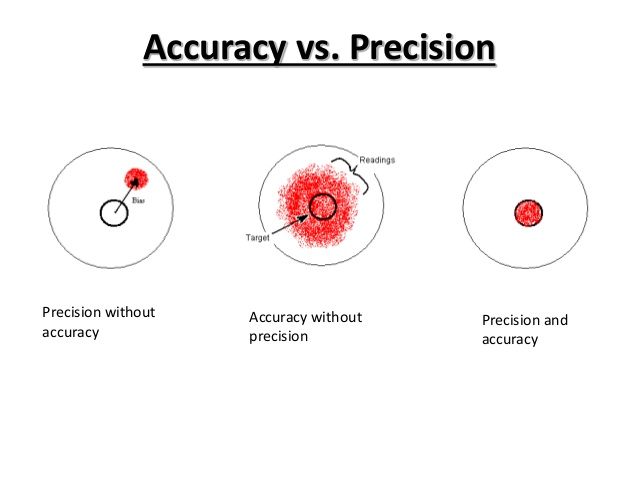 Accuracy vs. Precision
Readings
Bias
Target
Precision without
accuracy
Accuracy without
precision
Precision and
accuracy